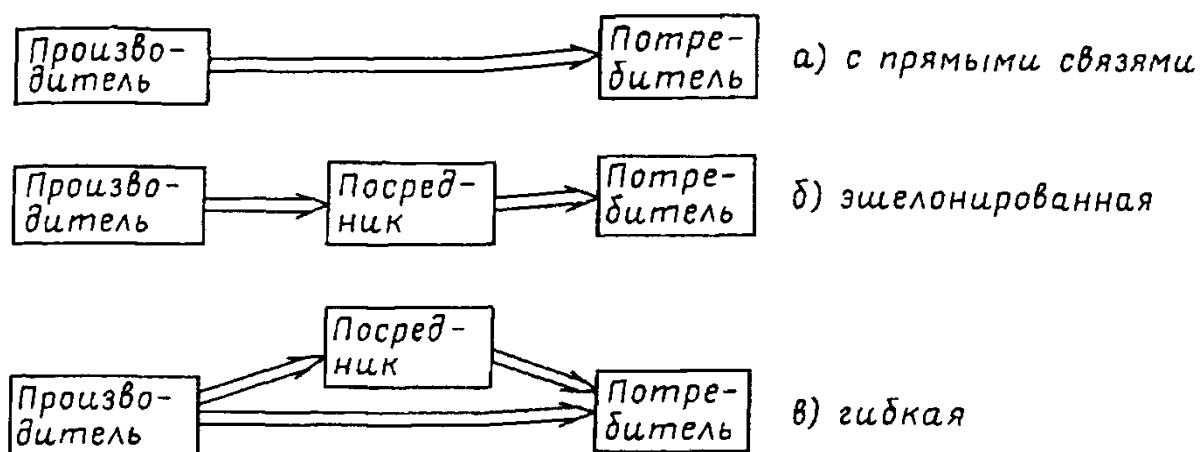 Произво-
дитель
Потре-
битель
а) с прямыми связями
Произво-
дитель
Посред-
ник
Потре-
битель
б) эшелонированная
Посред-
ник
Произво-
дитель
Потре-
битель
в) гибкая